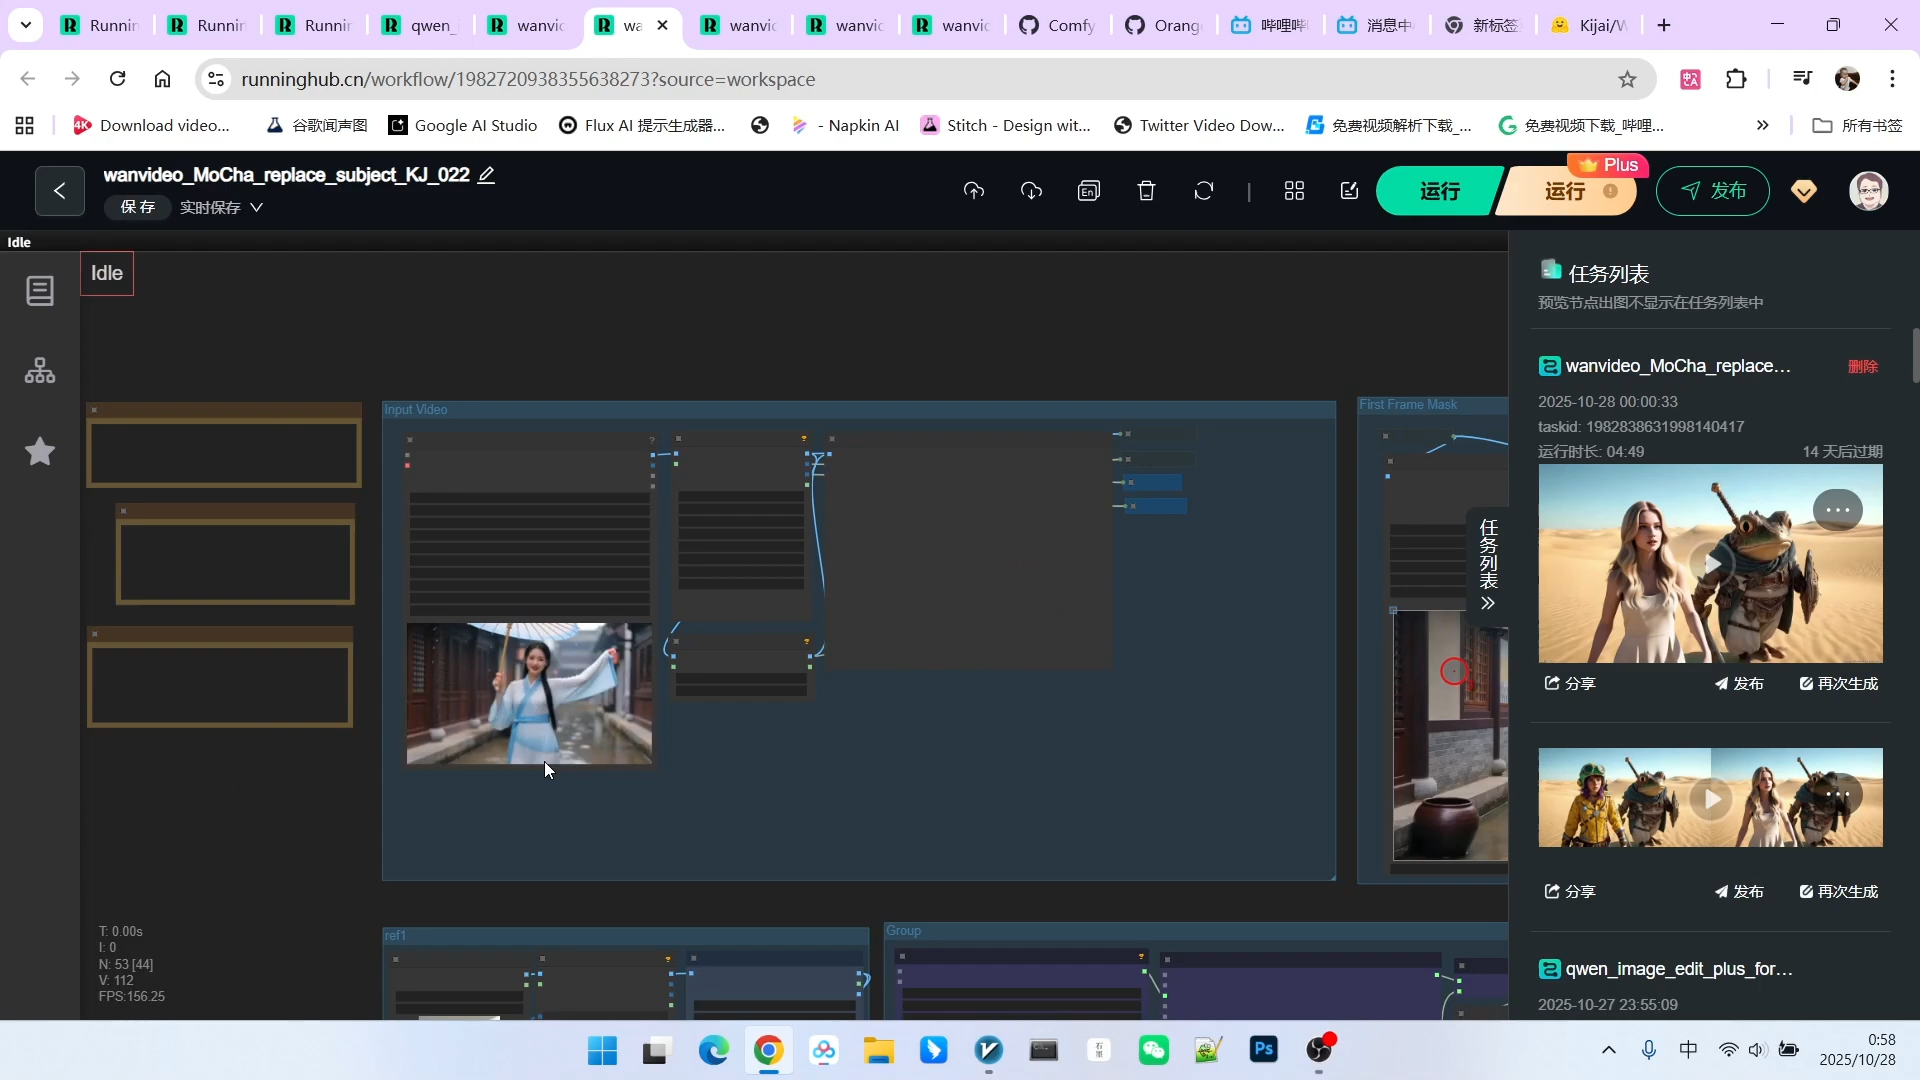 Runnin
Runnin
Runnin
qwen_i
wanvic
wa
wanvic
wanvic
wanvic
Comfy
Orang
哔哩哔
消息中
新标签
Kijai/W
runninghub.cn/workflow/1982720938355638273?source=workspace
Download video...
谷歌闻声图
Google AI Studio
Flux AI 提示生成器...
- Napkin AI
Stitch - Design wit...
Twitter Video Dow...
免费视频解析下载_...
免费视频下载_哔哩...
所有书签
wanvideo_MoCha_replace_subject_KJ_022
保存
实时保存
En
运行
运行
Plus
发布
Idle
Idle
任务列表
预览节点出图不显示在任务列表中
wanvideo_MoCha_replace...
删除
2025-10-28 00:00:33
taskid: 1982838631998140417
运行时长: 04:49
14 天后过期
Input Video
First Frame Mask
任务列表
分享
发布
再次生成
分享
发布
再次生成
ref1
Group
T: 0.00s
I: 0
N: 53 [44]
V: 112
FPS:156.25
qwen_image_edit_plus_for...
2025-10-27 23:55:09
Ps
中
0:58
2025/10/28